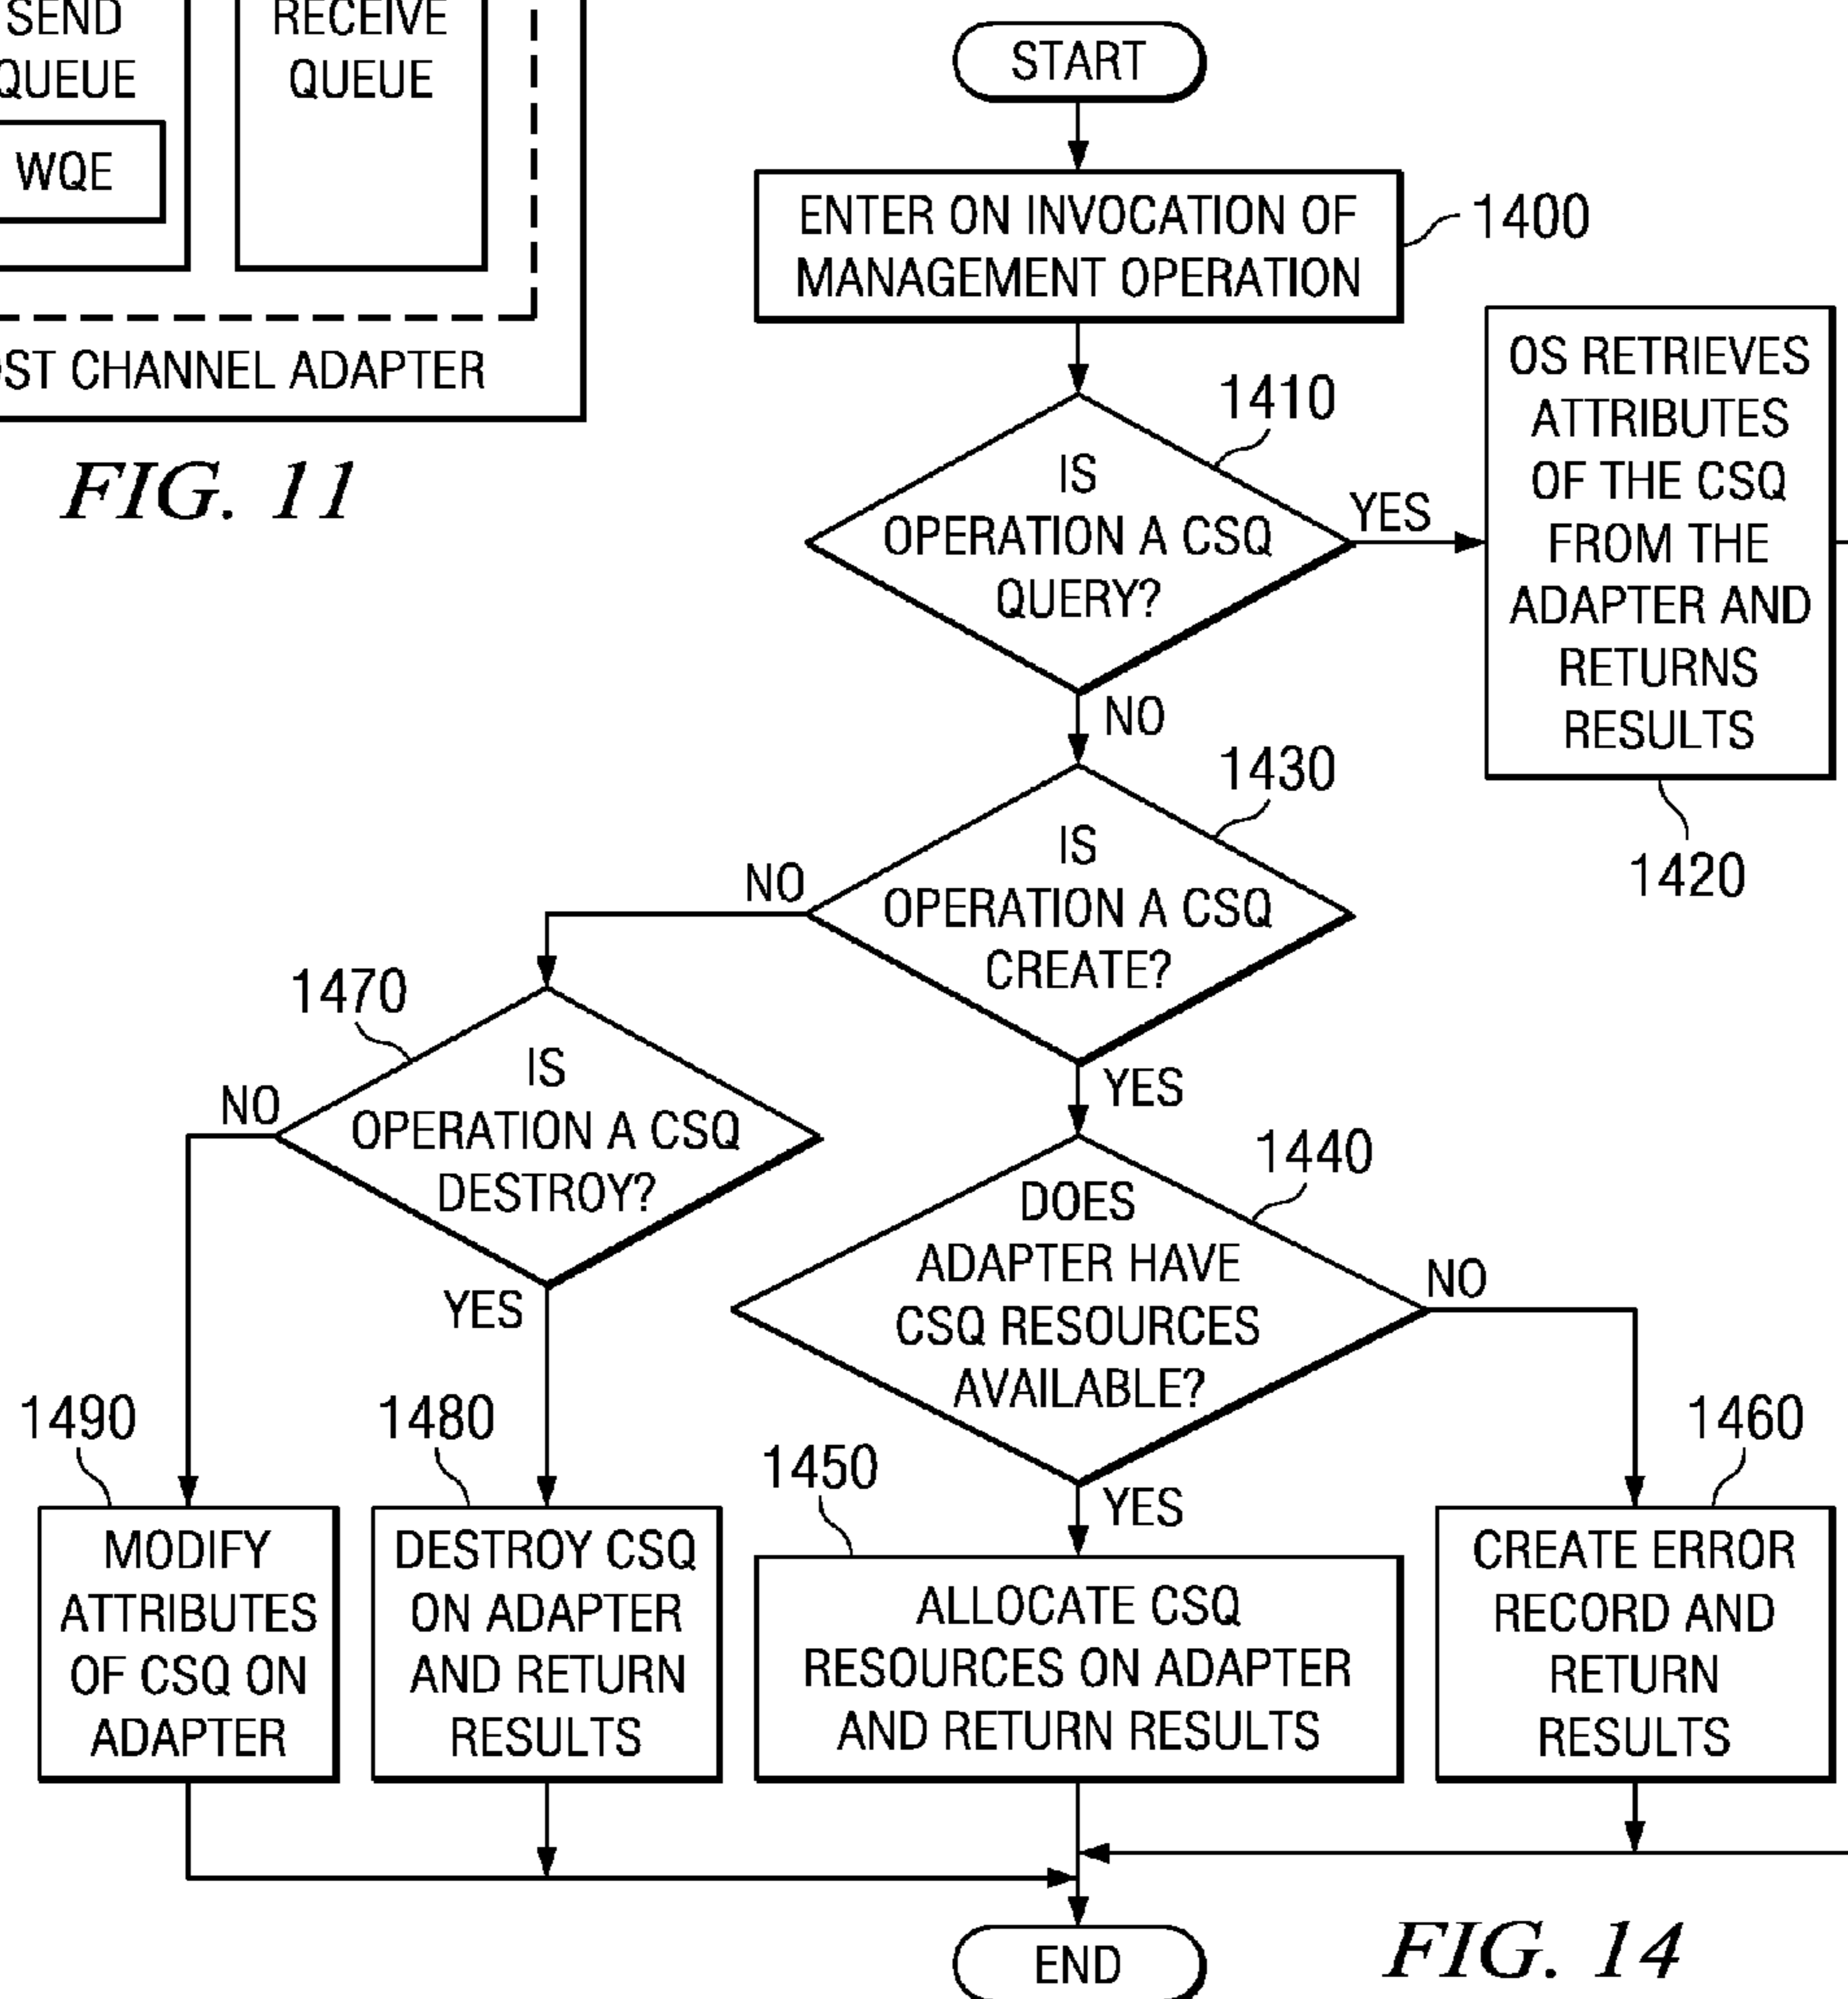 SEND
QUEUE
WQE
RECEIVE
QUEUE
CHANNEL ADAPTER
FIG. 11
START
ENTER ON INVOCATION OF
MANAGEMENT OPERATION
1400
1410
IS
OPERATION A CSQ
QUERY?
YES
NO
OS RETRIEVES
ATTRIBUTES
OF THE CSQ
FROM THE
ADAPTER AND
RETURNS
RESULTS
1420
1430
IS
OPERATION A CSQ
CREATE?
NO
YES
1470
IS
OPERATION A CSQ
DESTROY?
NO
YES
1440
DOES
ADAPTER HAVE
CSQ RESOURCES
AVAILABLE?
NO
YES
1490
MODIFY
ATTRIBUTES
OF CSQ ON
ADAPTER
1480
DESTROY CSQ
ON ADAPTER
AND RETURN
RESULTS
1450
ALLOCATE CSQ
RESOURCES ON ADAPTER
AND RETURN RESULTS
1460
CREATE ERROR
RECORD AND
RETURN
RESULTS
END
FIG. 14